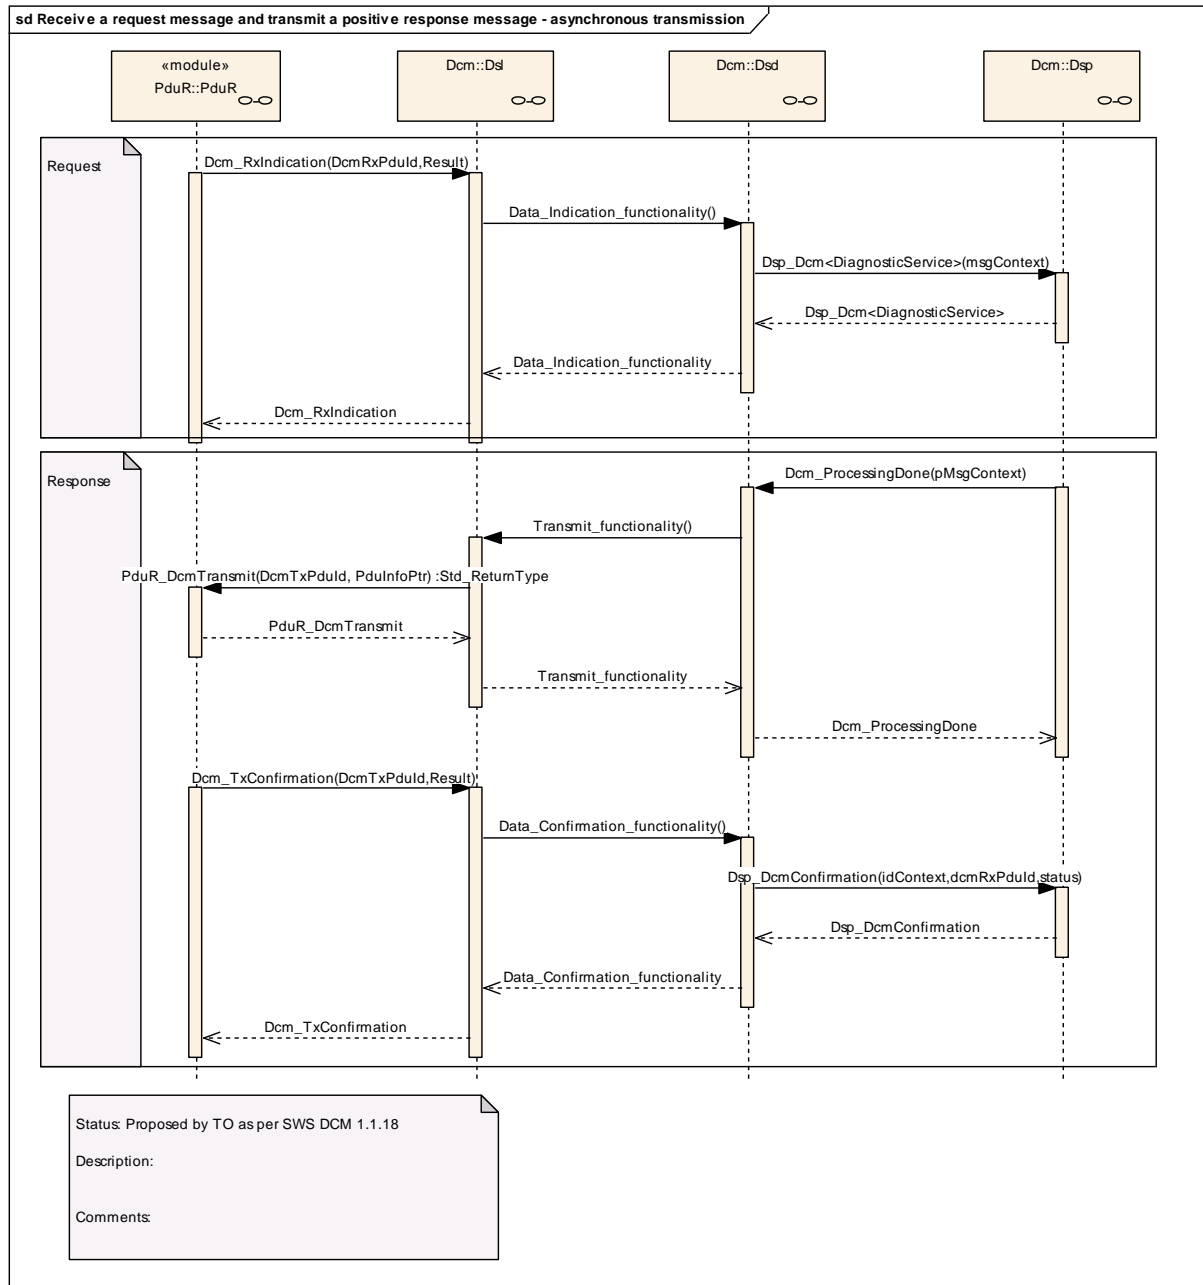 sd Receive a request message and transmit a positive response message - asynchronous transmission
«module»
PduR::PduR
Dcm::Dsl
Dcm::Dsd
Dcm::Dsp
Request
Dcm_RxIndication(DcmRxPduId,Result)
Data_Indication_functionality()
Dsp_Dcm<DiagnosticService>(msgContext)
Dsp_Dcm<DiagnosticService>
Data_Indication_functionality
Dcm_RxIndication
Response
Dcm_ProcessingDone(pMsgContext)
Transmit_functionality()
PduR_DcmTransmit(DcmTxPduId, PduInfoPtr) :Std_ReturnType
PduR_DcmTransmit
Transmit_functionality
Dcm_ProcessingDone
Dcm_TxConfirmation(DcmTxPduId,Result)
Data_Confirmation_functionality()
Dsp_DcmConfirmation(idContext,dcmRxPduId,status)
Dsp_DcmConfirmation
Data_Confirmation_functionality
Dcm_TxConfirmation
Status: Proposed by TO as per SWS DCM 1.1.18
Description:
Comments: